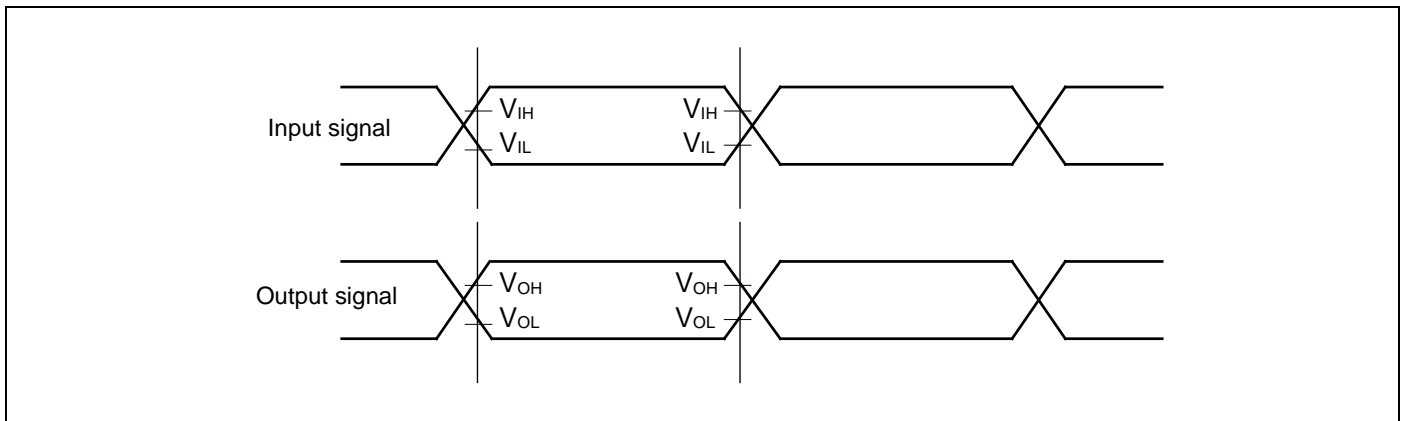 VIH VIH
Input signal
VIL VIL
VOH VOH
Output signal
VOL VOL